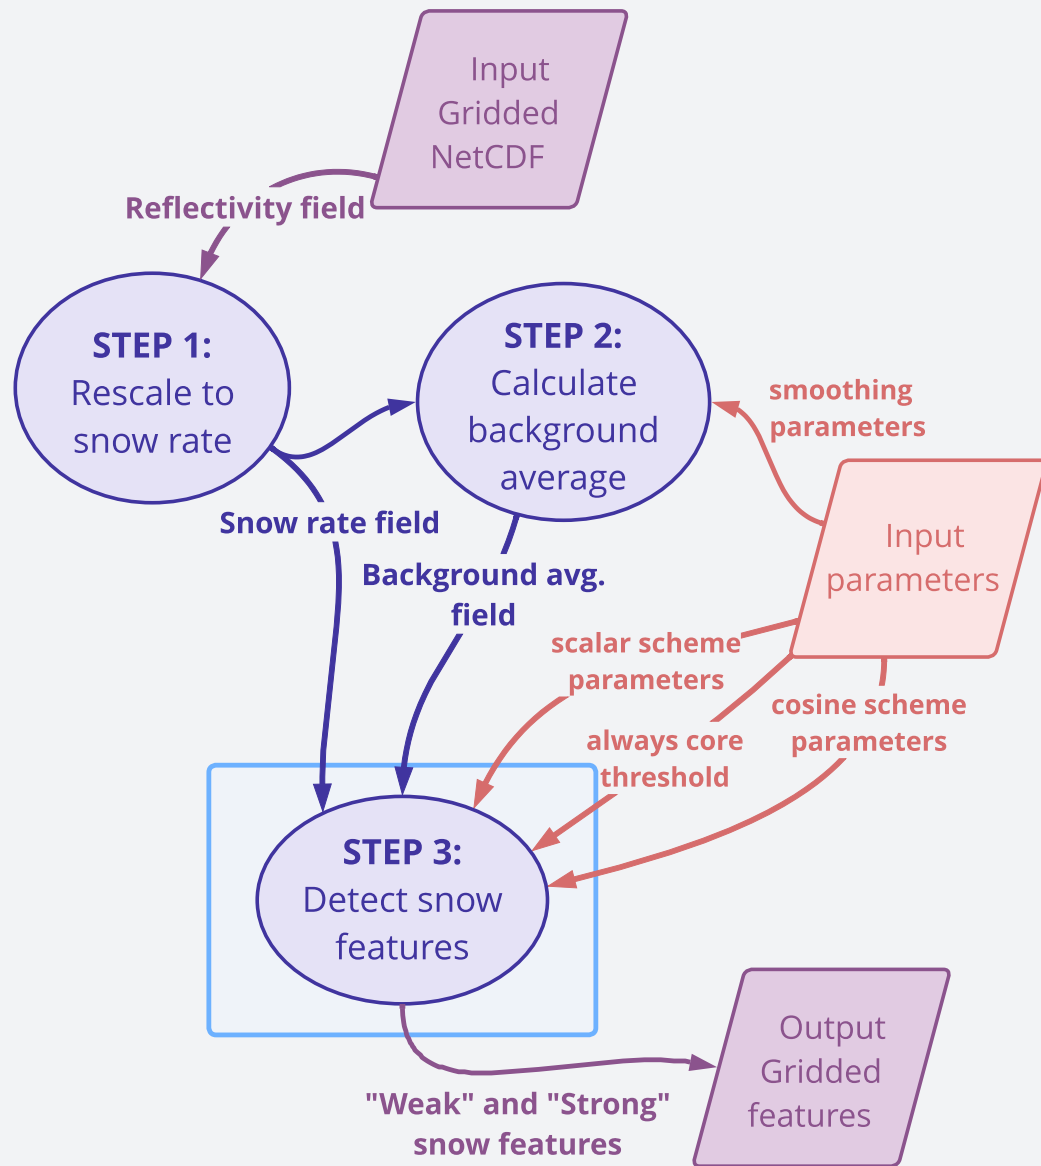 Input
Gridded
NetCDF
Reflectivity field
STEP 1:
Rescale to
snow rate
STEP 2:
Calculate
background
average
smoothing
parameters
Input
parameters
Snow rate field
Background avg.
field
scalar scheme
parameters
always core
threshold
cosine scheme
parameters
STEP 3:
Detect snow
features
Output
Gridded
features
"Weak" and "Strong"
snow features